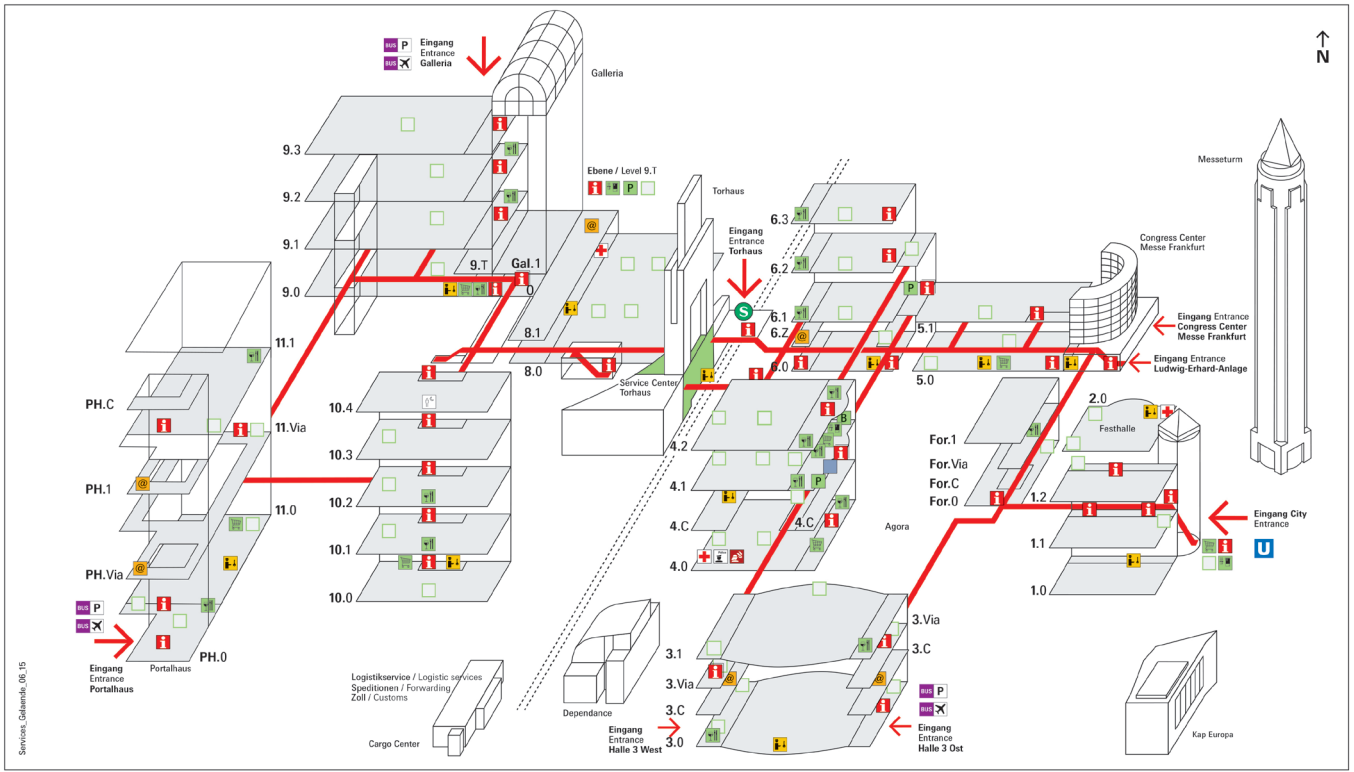 N
BUS P
BUS
Eingang
Entrance
Galleria
Galleria
Messeturm
9.3
9.2
9.1
9.0
9.T
Gal.1
0
Ebene / Level 9.T
P
Torhaus
Eingang
Entrance
Torhaus
S
6.3
6.2
6.1
6.Z
6.0
P
5.1
5.0
Congress Center
Messe Frankfurt
Eingang Entrance
Congress Center
Messe Frankfurt
Eingang Entrance
Ludwig-Erhard-Anlage
8.1
8.0
Service Center
Torhaus
11.1
11.Via
11.0
PH.C
PH.1
PH.Via
PH.0
Portalhaus
BUS P
BUS
Eingang
Entrance
Portalhaus
10.4
10.3
10.2
10.1
10.0
4.2
4.1
4.C
4.C
4.0
B
P
Agora
For.1
For.Via
For.C
For.0
2.0
Festhalle
1.2
1.1
1.0
Eingang City
Entrance
U
3.1
3.Via
3.C
3.0
3.Via
3.C
BUS P
BUS
Eingang
Entrance
Halle 3 West
Eingang
Entrance
Halle 3 Ost
Logistikservice / Logistic services
Speditionen / Forwarding
Zoll / Customs
Cargo Center
Dependance
Kap Europa
Services_Gelaende_06_15